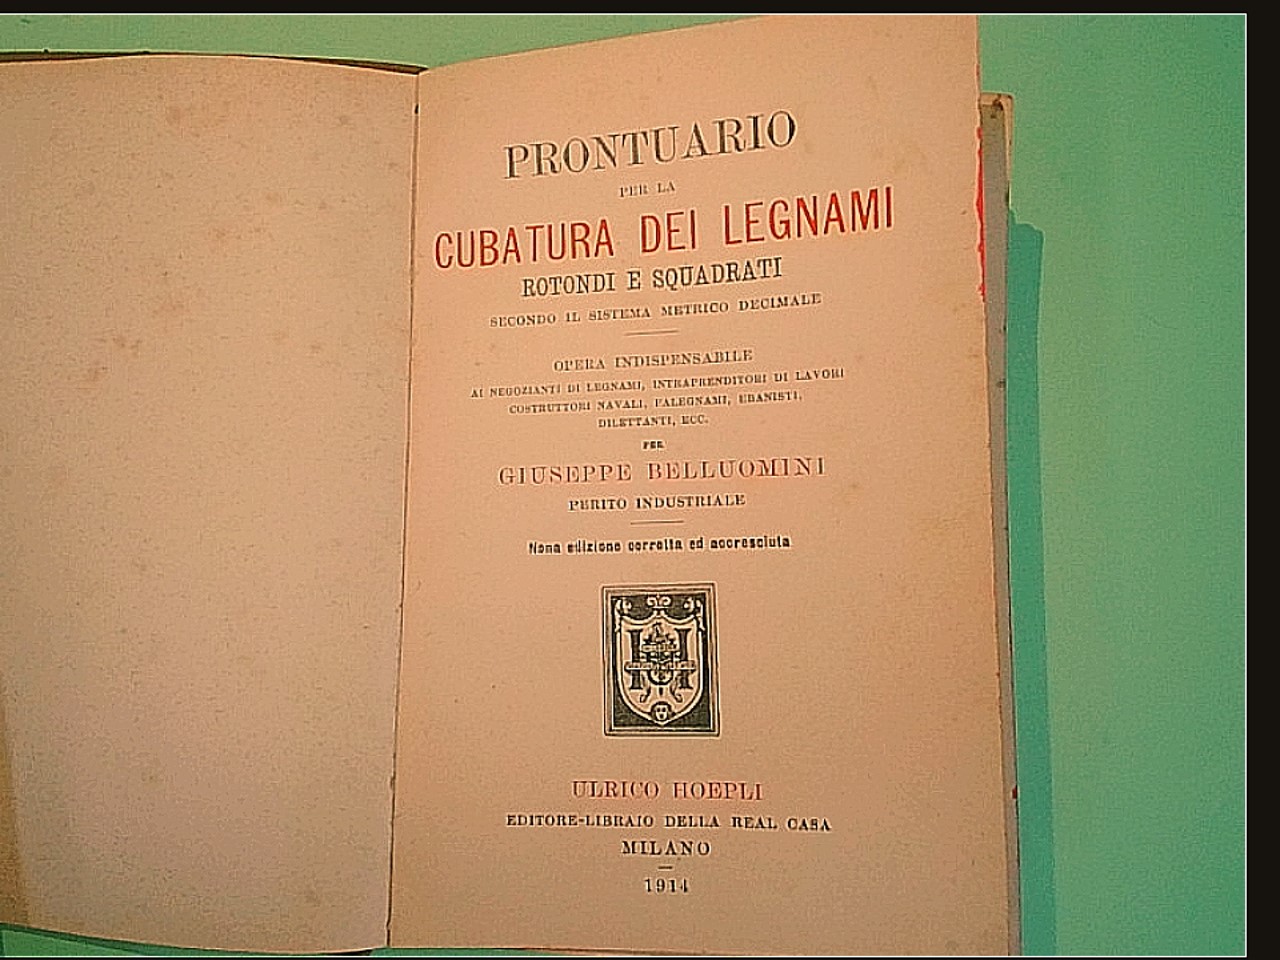 PRONTUARIO
PER LA
CUBATURA DEI LEGNAMI
ROTONDI E SQUADRATI
SECONDO IL SISTEMA METRICO DECIMALE
OPERA INDISPENSABILE
AI NEGOZIANTI DI LEGNAMI, INTRAPRENDITORI DI LAVORI
COSTRUTTORI NAVALI, FALEGNAMI, EBANISTI,
DILETTANTI, ECC.
PER
GIUSEPPE BELLUOMINI
PERITO INDUSTRIALE
Nona edizione corretta ed accresciuta
ULRICO HOEPLI
EDITORE-LIBRAIO DELLA REAL CASA
MILANO
1914